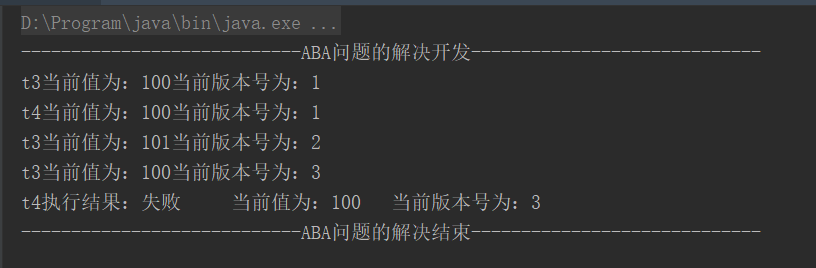 D:\Program\java\bin\java.exe ...
----------------------------ABA问题的解决开发-----------------------------
t3当前值为：100当前版本号为：1
t4当前值为：100当前版本号为：1
t3当前值为：101当前版本号为：2
t3当前值为：100当前版本号为：3
t4执行结果：失败    当前值为：100   当前版本号为：3
----------------------------ABA问题的解决结束-----------------------------